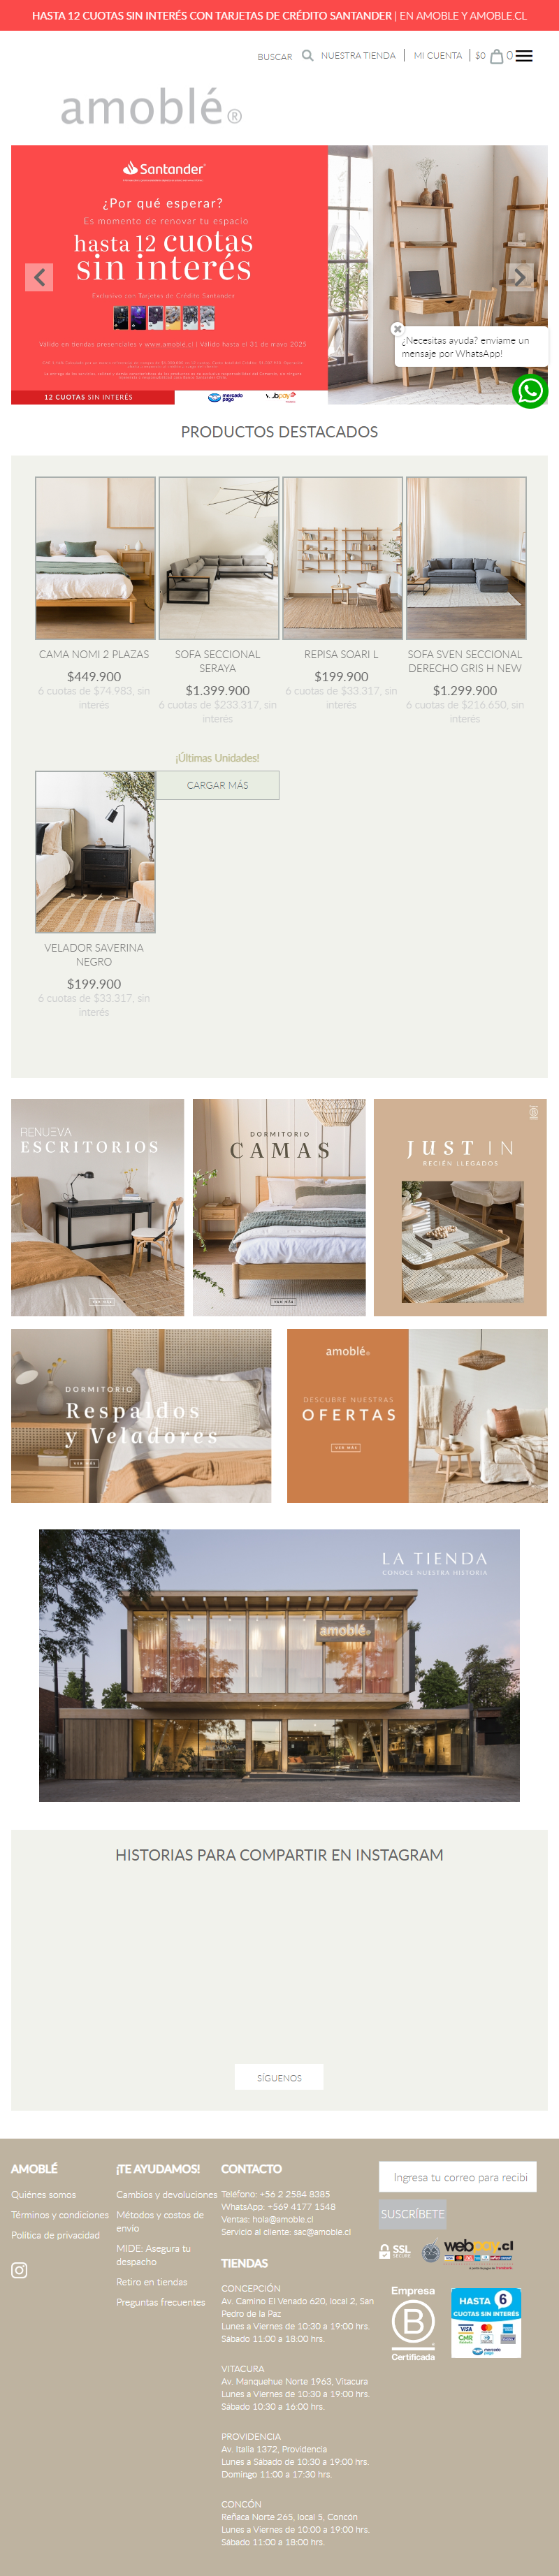 HASTA 12 CUOTAS SIN INTERÉS CON TARJETAS DE CRÉDITO SANTANDER | EN AMOBLE Y AMOBLE.CL
BUSCAR NUESTRA TIENDA | MI CUENTA | $0 0
amoblé®
Santander
¿Por qué esperar?
Es momento de renovar tu espacio
hasta 12 cuotas
sin interés
Exclusivo con Tarjetas de Crédito Santander
Válido en tiendas presenciales y www.amoble.cl | Válido hasta el 31 de mayo 2025
12 CUOTAS SIN INTERÉS
mercado pago
webpay
¿Necesitas ayuda? envíame un
mensaje por WhatsApp!
PRODUCTOS DESTACADOS
CAMA NOMI 2 PLAZAS
$449.900
6 cuotas de $74.983, sin
interés
SOFA SECCIONAL
SERAYA
$1.399.900
6 cuotas de $233.317, sin
interés
¡Últimas Unidades!
REPISA SOARI L
$199.900
6 cuotas de $33.317, sin
interés
SOFA SVEN SECCIONAL
DERECHO GRIS H NEW
$1.299.900
6 cuotas de $216.650, sin
interés
CARGAR MÁS
VELADOR SAVERINA
NEGRO
$199.900
6 cuotas de $33.317, sin
interés
RENUEVA
ESCRITORIOS
VER MÁS
DORMITORIO
CAMAS
VER MÁS
JUST IN
RECIÉN LLEGADOS
DORMITORIO
Respaldos
y Veladores
VER MÁS
amoblé®
DESCUBRE NUESTRAS
OFERTAS
VER MÁS
LA TIENDA
CONOCE NUESTRA HISTORIA
amoblé®
HISTORIAS PARA COMPARTIR EN INSTAGRAM
SÍGUENOS
AMOBLÉ
Quiénes somos
Términos y condiciones
Política de privacidad
¡TE AYUDAMOS!
Cambios y devoluciones
Métodos y costos de
envío
MIDE: Asegura tu
despacho
Retiro en tiendas
Preguntas frecuentes
CONTACTO
Teléfono: +56 2 2584 8385
WhatsApp: +569 4177 1548
Ventas: hola@amoble.cl
Servicio al cliente: sac@amoble.cl
TIENDAS
CONCEPCIÓN
Av. Camino El Venado 620, local 2, San
Pedro de la Paz
Lunes a Viernes de 10:30 a 19:00 hrs.
Sábado 11:00 a 18:00 hrs.
VITACURA
Av. Manquehue Norte 1963, Vitacura
Lunes a Viernes de 10:30 a 19:00 hrs.
Sábado 10:30 a 16:00 hrs.
PROVIDENCIA
Av. Italia 1372, Providencia
Lunes a Sábado de 10:30 a 19:00 hrs.
Domingo 11:00 a 17:30 hrs.
CONCÓN
Reñaca Norte 265, local 5, Concón
Lunes a Viernes de 10:00 a 19:00 hrs.
Sábado 11:00 a 18:00 hrs.
Ingresa tu correo para recibi
SUSCRÍBETE
SSL
SECURE
webpay.cl
Empresa
B
Certificada
HASTA 6
CUOTAS SIN INTERÉS
VISA
CMR
mercado
pago